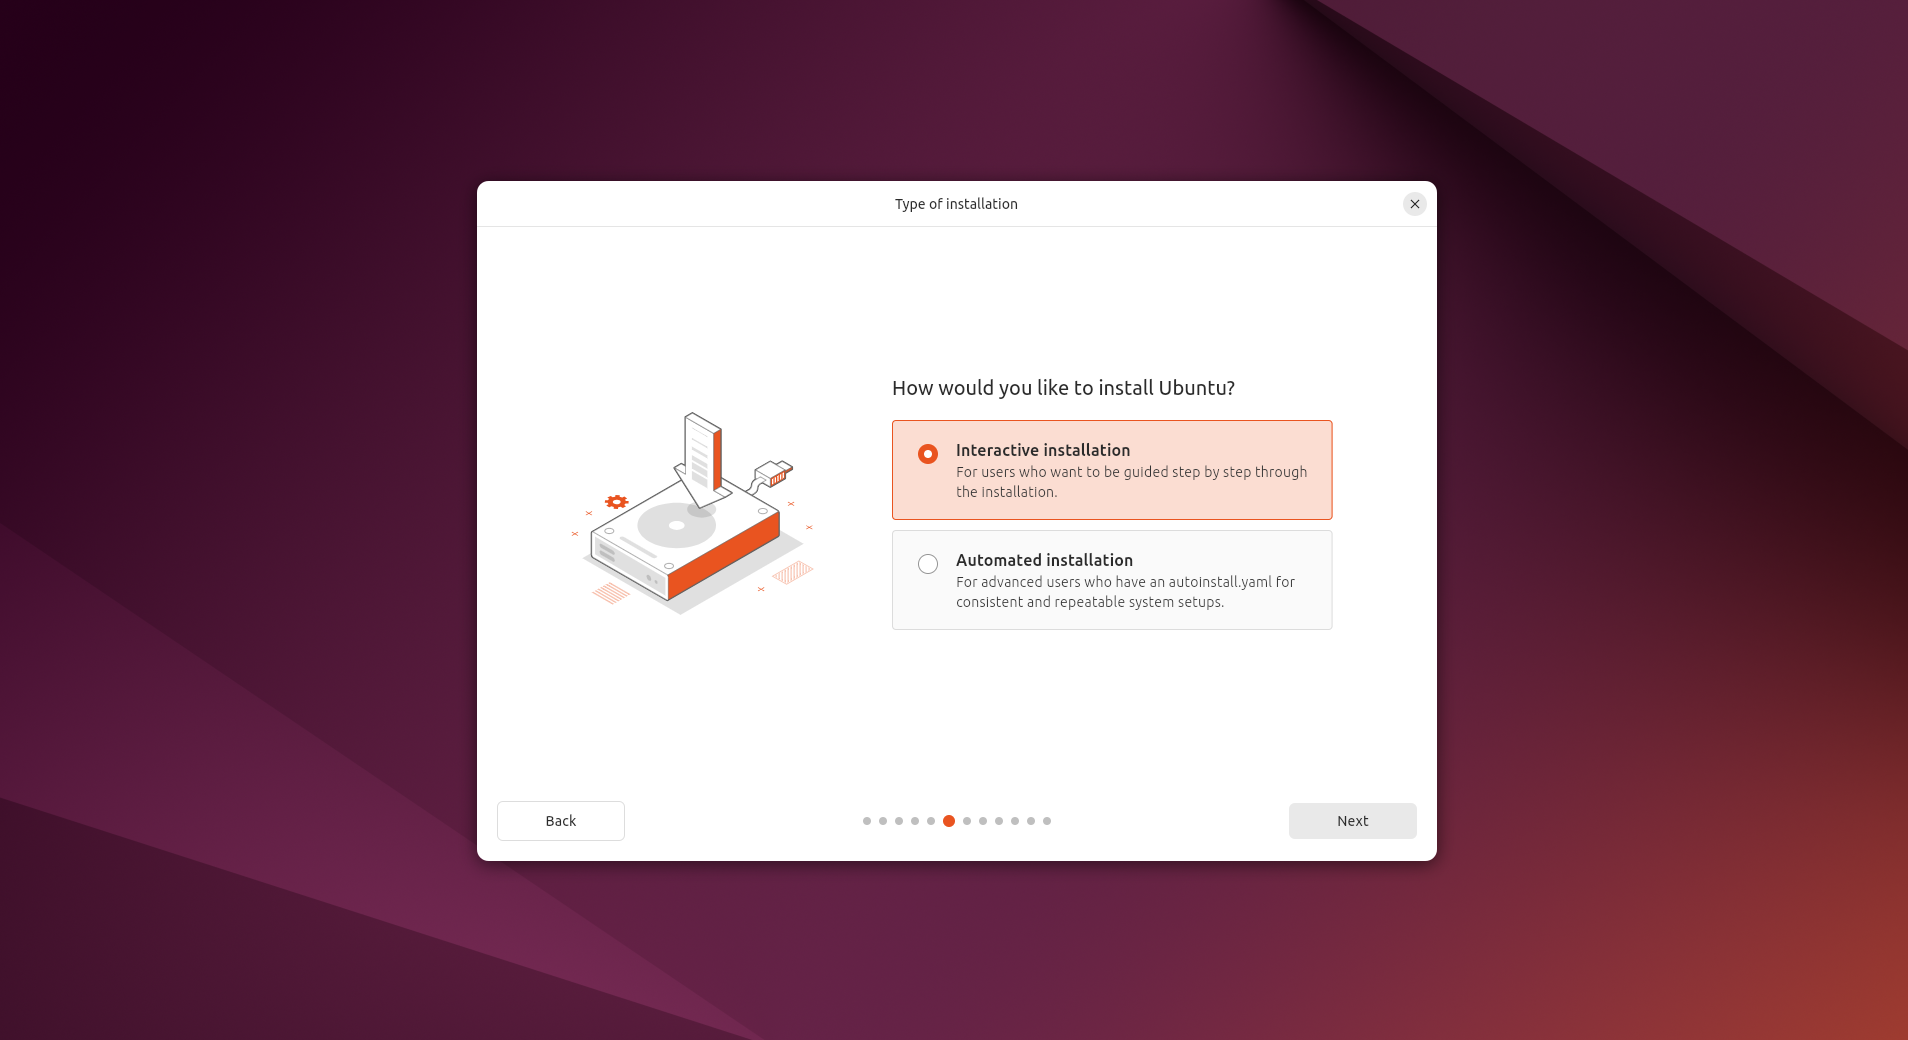 Type of installation
How would you like to install Ubuntu?
Interactive installation
For users who want to be guided step by step through
the installation.
Automated installation
For advanced users who have an autoinstall.yaml for
consistent and repeatable system setups.
Back
Next